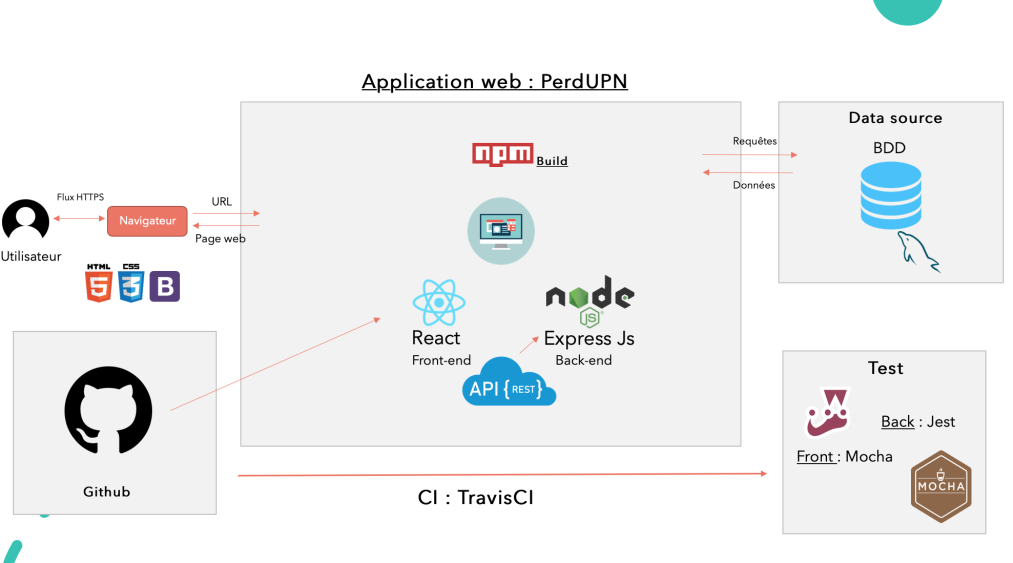 Application web : PerdUPN
npm Build
Data source
BDD
Requêtes
Données
Flux HTTPS
Navigateur
URL
Page web
Utilisateur
HTML CSS
5 3 B
node
JS
React
Front-end
Express Js
Back-end
API {REST}
Github
CI : TravisCI
Test
Back : Jest
Front : Mocha
MOCHA